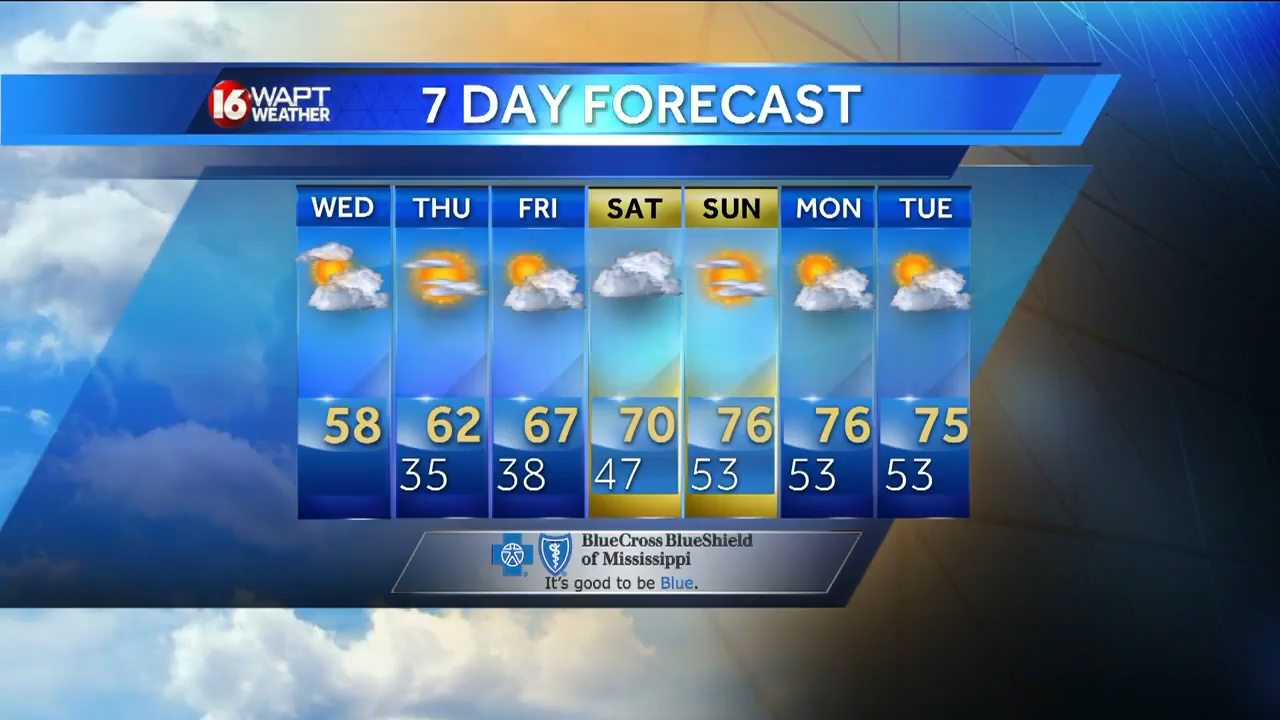 16 WAPT
WEATHER
7 DAY FORECAST
WED THU FRI SAT SUN MON TUE
58 62 67 70 76 76 75
35 38 47 53 53 53
BlueCross BlueShield
of Mississippi
It's good to be Blue.